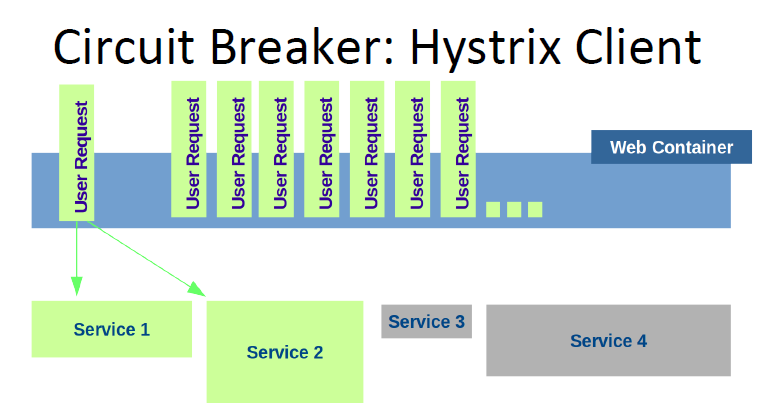 Circuit Breaker: Hystrix Client
User Request
User Request
User Request
User Request
User Request
User Request
User Request
User Request
Web Container
Service 1
Service 2
Service 3
Service 4